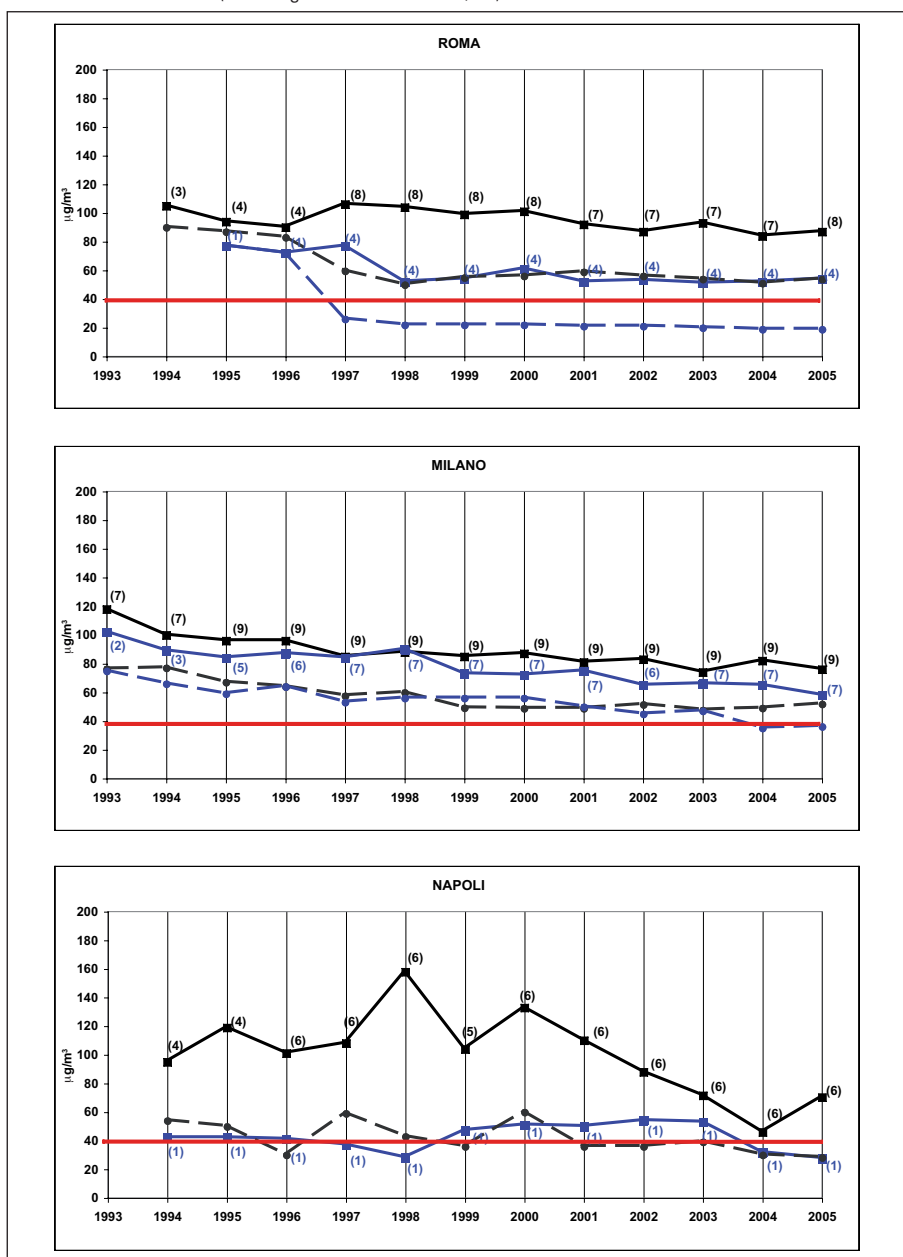 ROMA
200
180
160
140
120
100
80
60
40
20
0
µg/m³
(3) (4) (4) (8) (8) (8) (8) (7) (7) (7) (7) (8)
(1) (1) (4) (4) (4) (4) (4) (4) (4) (4) (4)
1993 1994 1995 1996 1997 1998 1999 2000 2001 2002 2003 2004 2005
MILANO
200
180
160
140
120
100
80
60
40
20
0
µg/m³
(7) (7) (9) (9) (9) (9) (9) (9) (9) (9) (9) (9) (9)
(2) (3) (5) (6) (7) (7) (7) (7) (7) (6) (7) (7) (7)
1993 1994 1995 1996 1997 1998 1999 2000 2001 2002 2003 2004 2005
NAPOLI
200
180
160
140
120
100
80
60
40
20
0
µg/m³
(4) (4) (6) (6) (6) (5) (6) (6) (6) (6) (6) (6)
(1) (1) (1) (1) (1) (1) (1) (1) (1) (1) (1) (1)
1993 1994 1995 1996 1997 1998 1999 2000 2001 2002 2003 2004 2005